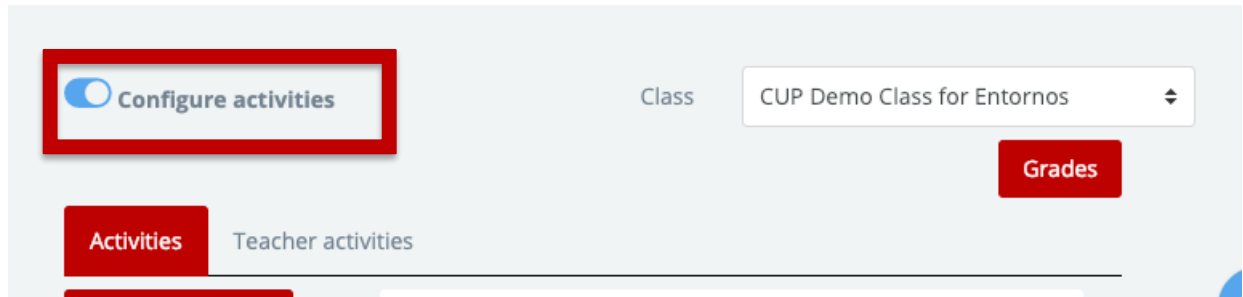 Configure activities
Class
CUP Demo Class for Entornos
Grades
Activities
Teacher activities